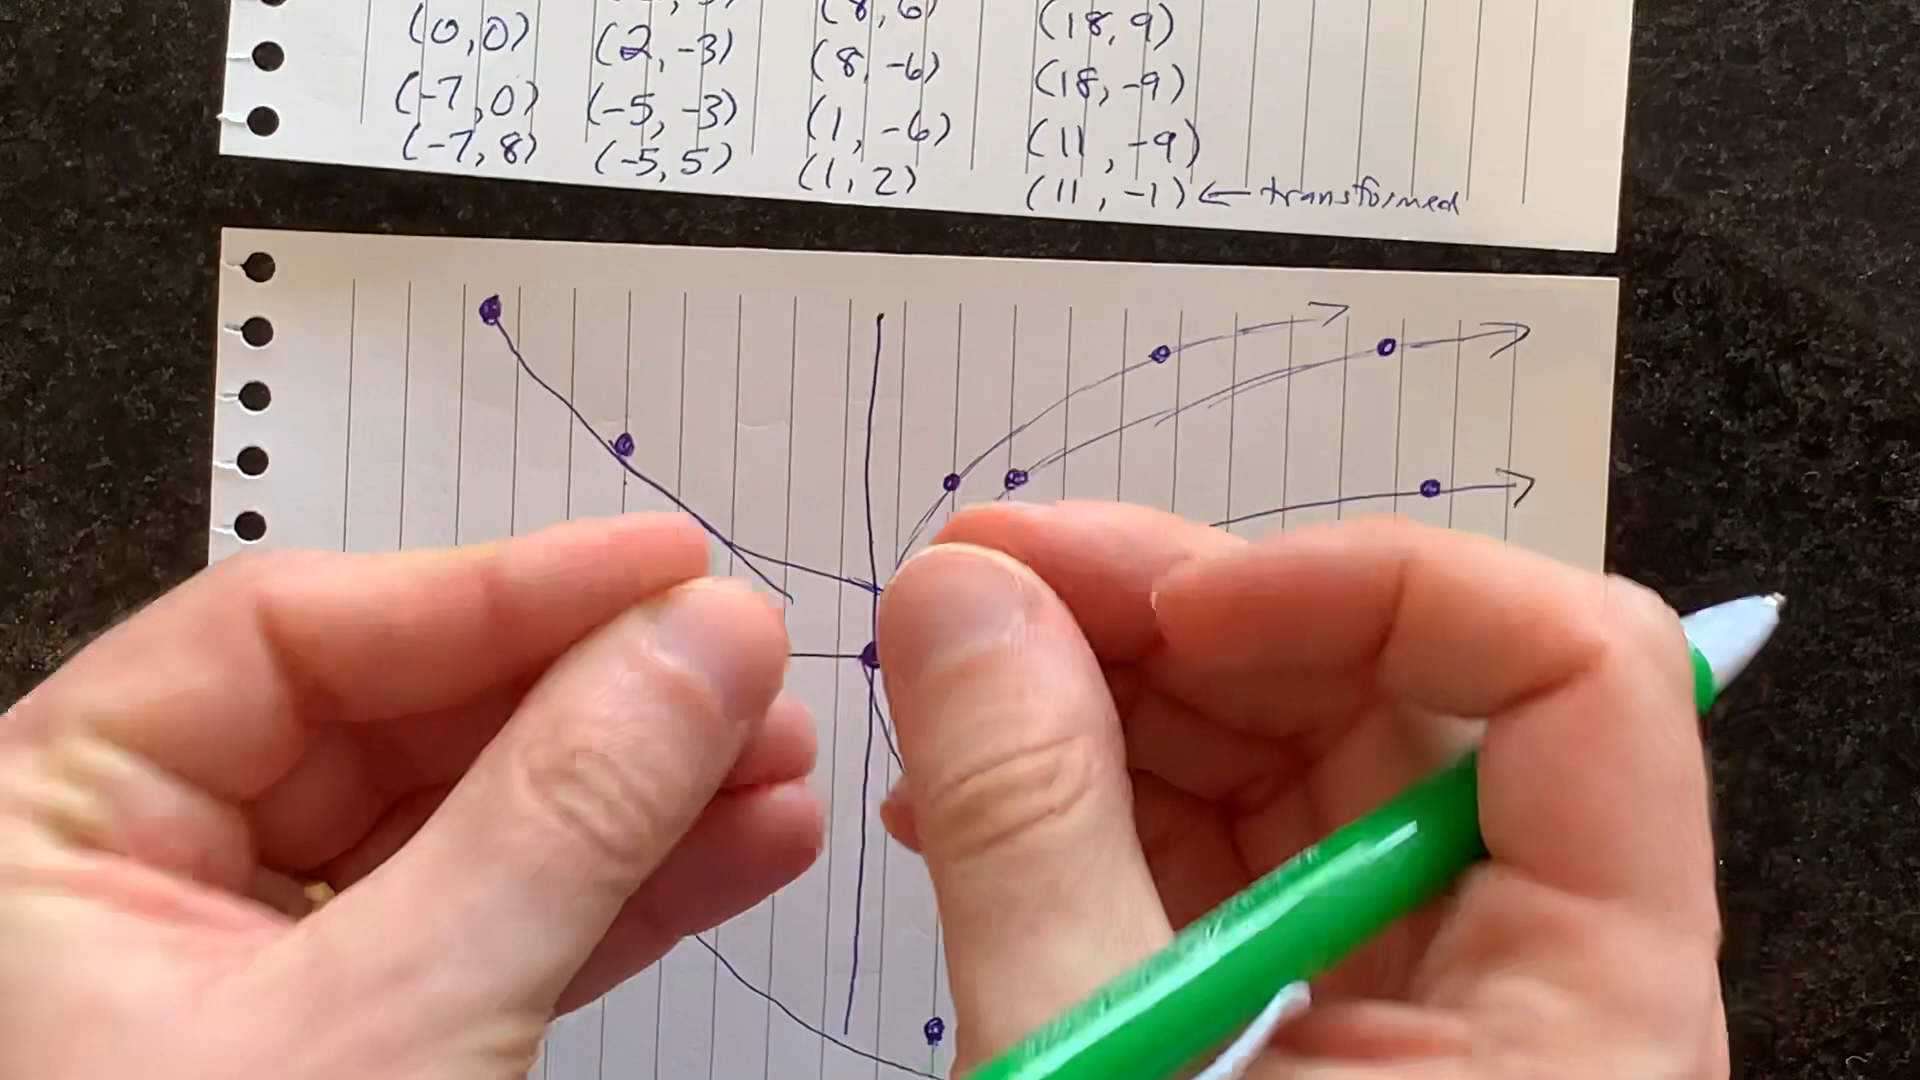 (0,0) (2,-3) (8,6) (18,9)
(-7,0) (8,-6) (18,-9)
(-7,8) (-5,-3) (1,-6) (11,-9)
(-5,5) (1,2) (11,-1) ← transformed